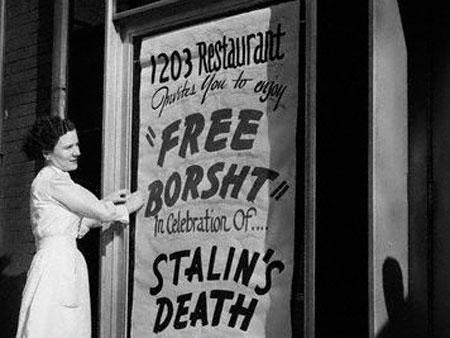 1203 Restaurant
Invites You to enjoy
"FREE
BORSHT"
In Celebration Of....
STALIN'S
DEATH